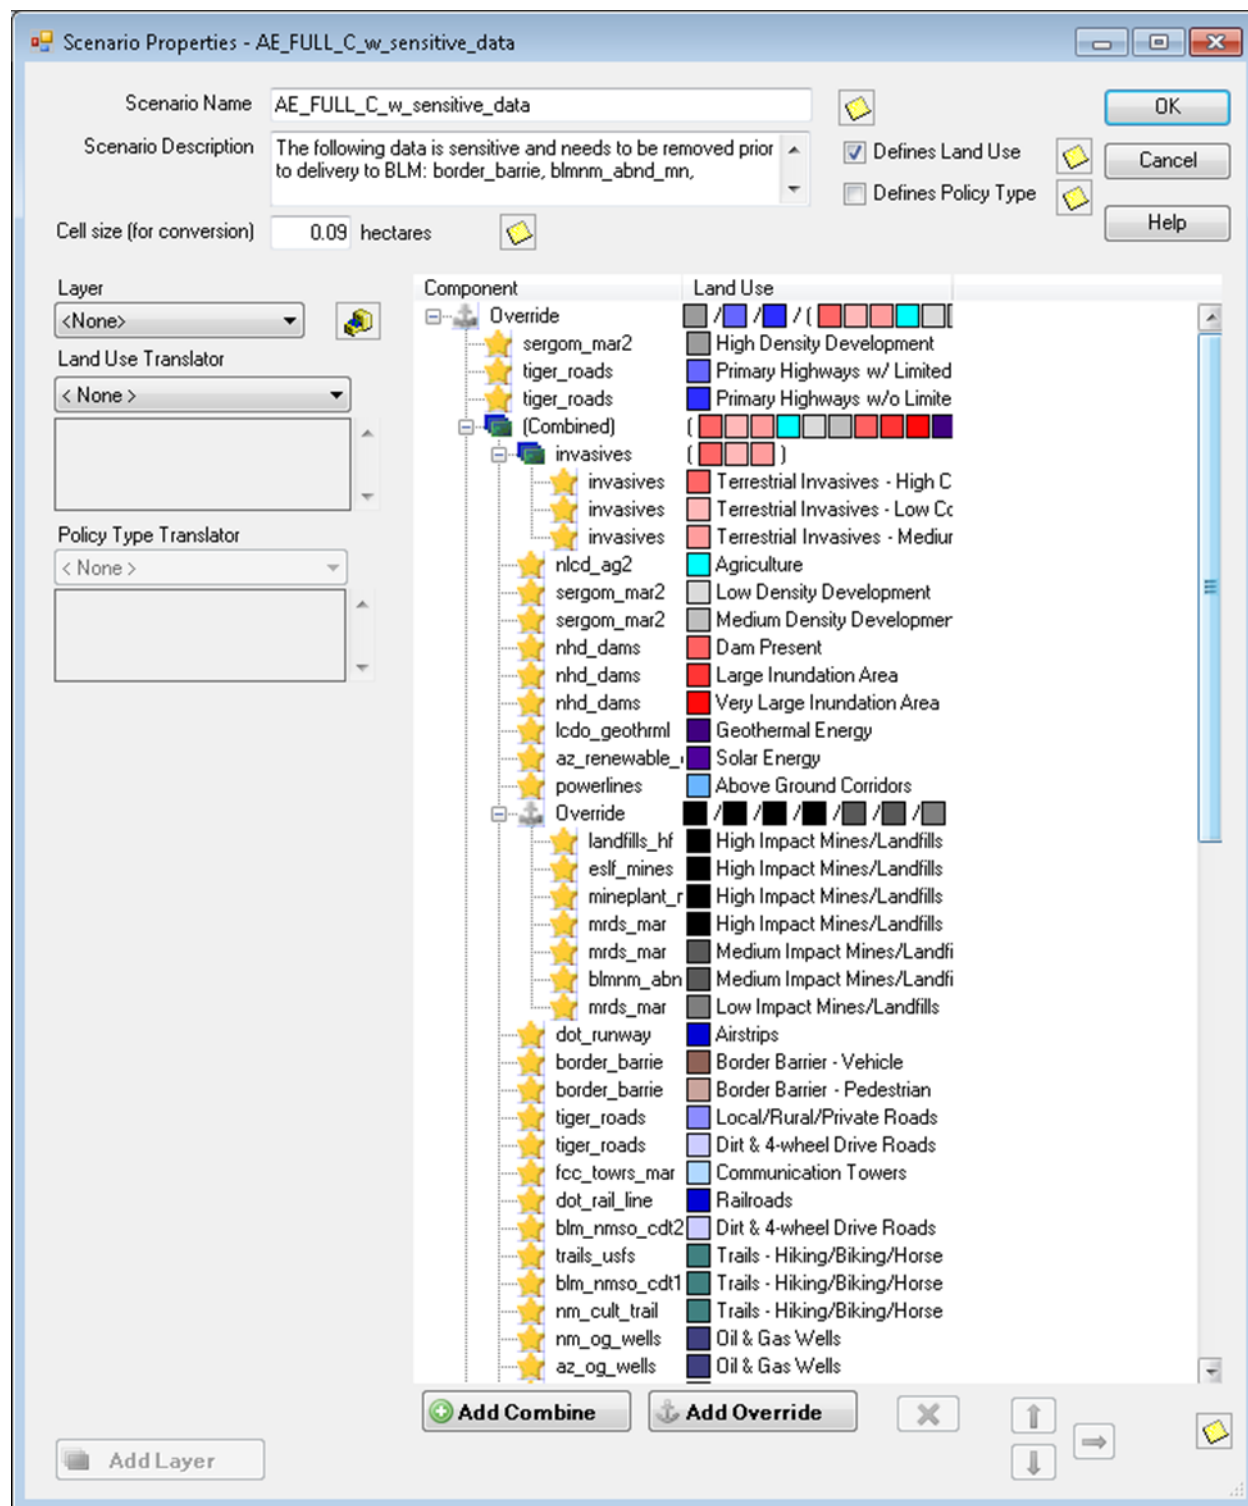 Scenario Properties - AE_FULL_C_w_sensitive_data
Scenario Name AE_FULL_C_w_sensitive_data OK
Scenario Description The following data is sensitive and needs to be removed prior
to delivery to BLM: border_barrie, blmnm_abnd_mn,
Defines Land Use Cancel
Defines Policy Type
Cell size (for conversion) 0.09 hectares Help
Layer
<None>
Land Use Translator
< None >
Policy Type Translator
< None >
Component Land Use
Override / / / (
sergom_mar2 High Density Development
tiger_roads Primary Highways w/ Limited
tiger_roads Primary Highways w/o Limite
(Combined) (
invasives ( )
invasives Terrestrial Invasives - High C
invasives Terrestrial Invasives - Low Cc
invasives Terrestrial Invasives - Mediur
nlcd_ag2 Agriculture
sergom_mar2 Low Density Development
sergom_mar2 Medium Density Developmer
nhd_dams Dam Present
nhd_dams Large Inundation Area
nhd_dams Very Large Inundation Area
lcdo_geothrml Geothermal Energy
az_renewable_ Solar Energy
powerlines Above Ground Corridors
Override / / / / / /
landfills_hf High Impact Mines/Landfills
eslf_mines High Impact Mines/Landfills
mineplant_r High Impact Mines/Landfills
mrds_mar High Impact Mines/Landfills
mrds_mar Medium Impact Mines/Landfi
blmnm_abn Medium Impact Mines/Landfi
mrds_mar Low Impact Mines/Landfills
dot_runway Airstrips
border_barrie Border Barrier - Vehicle
border_barrie Border Barrier - Pedestrian
tiger_roads Local/Rural/Private Roads
tiger_roads Dirt & 4-wheel Drive Roads
fcc_towrs_mar Communication Towers
dot_rail_line Railroads
blm_nmso_cdt2 Dirt & 4-wheel Drive Roads
trails_usfs Trails - Hiking/Biking/Horse
blm_nmso_cdt1 Trails - Hiking/Biking/Horse
nm_cult_trail Trails - Hiking/Biking/Horse
nm_og_wells Oil & Gas Wells
az_og_wells Oil & Gas Wells
Add Combine Add Override
Add Layer